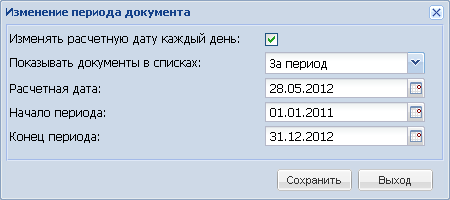 Изменение периода документа
Изменять расчетную дату каждый день:
Показывать документы в списках: За период
Расчетная дата: 28.05.2012
Начало периода: 01.01.2011
Конец периода: 31.12.2012
Сохранить Выход